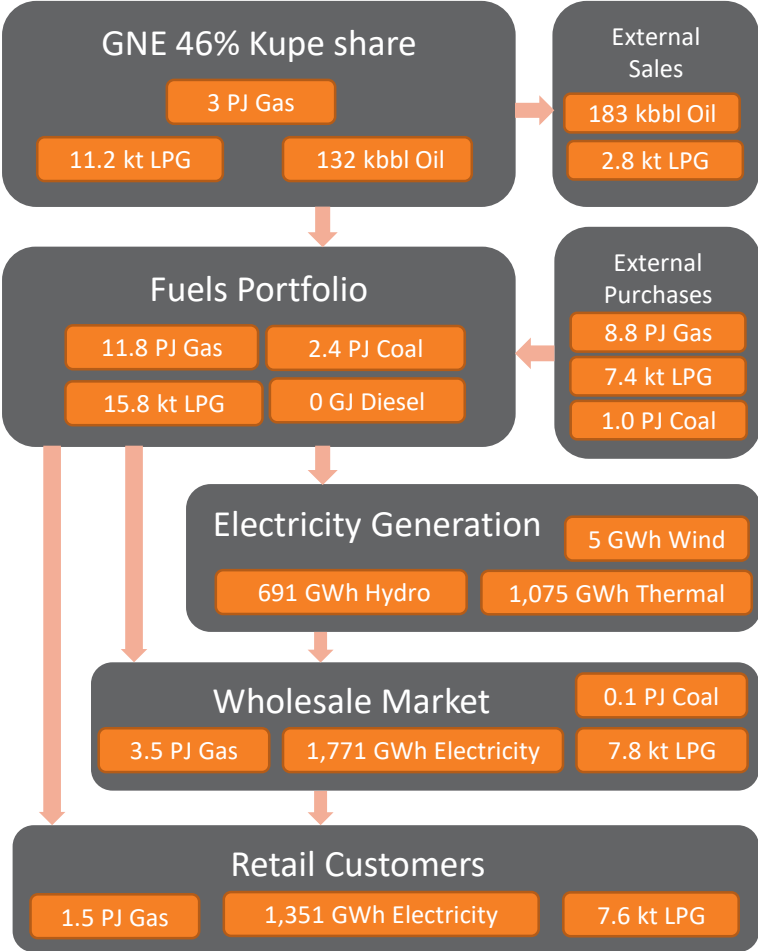 GNE 46% Kupe share
3 PJ Gas
11.2 kt LPG
132 kbbl Oil
External
Sales
183 kbbl Oil
2.8 kt LPG
Fuels Portfolio
11.8 PJ Gas
2.4 PJ Coal
15.8 kt LPG
0 GJ Diesel
External
Purchases
8.8 PJ Gas
7.4 kt LPG
1.0 PJ Coal
Electricity Generation
5 GWh Wind
691 GWh Hydro
1,075 GWh Thermal
Wholesale Market
0.1 PJ Coal
3.5 PJ Gas
1,771 GWh Electricity
7.8 kt LPG
Retail Customers
1.5 PJ Gas
1,351 GWh Electricity
7.6 kt LPG